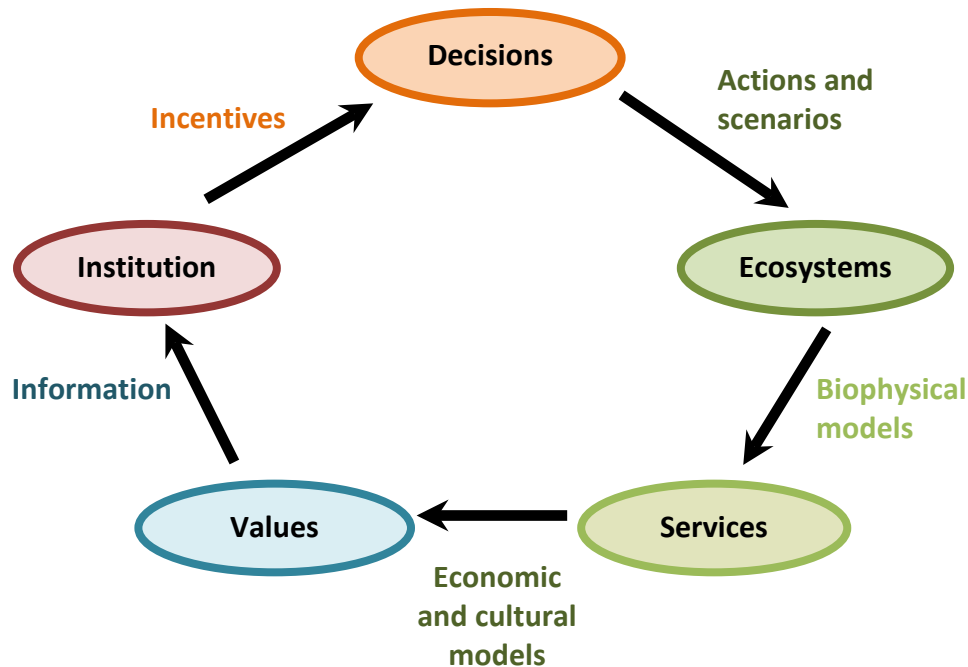 Decisions
Actions and
scenarios
Incentives
Institution
Ecosystems
Information
Biophysical
models
Values
Services
Economic
and cultural
models